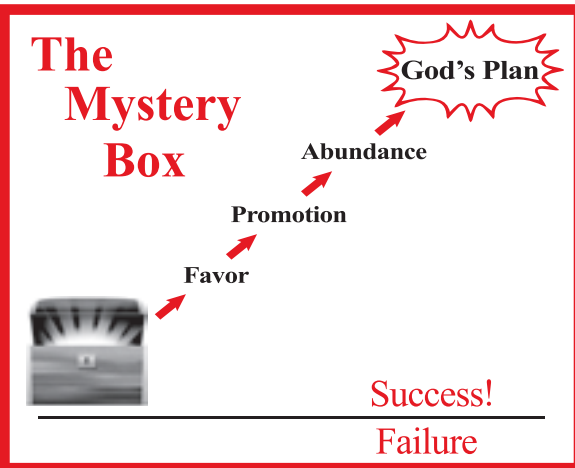 The
Mystery
Box
God's Plan
Abundance
Promotion
Favor
Success!
Failure